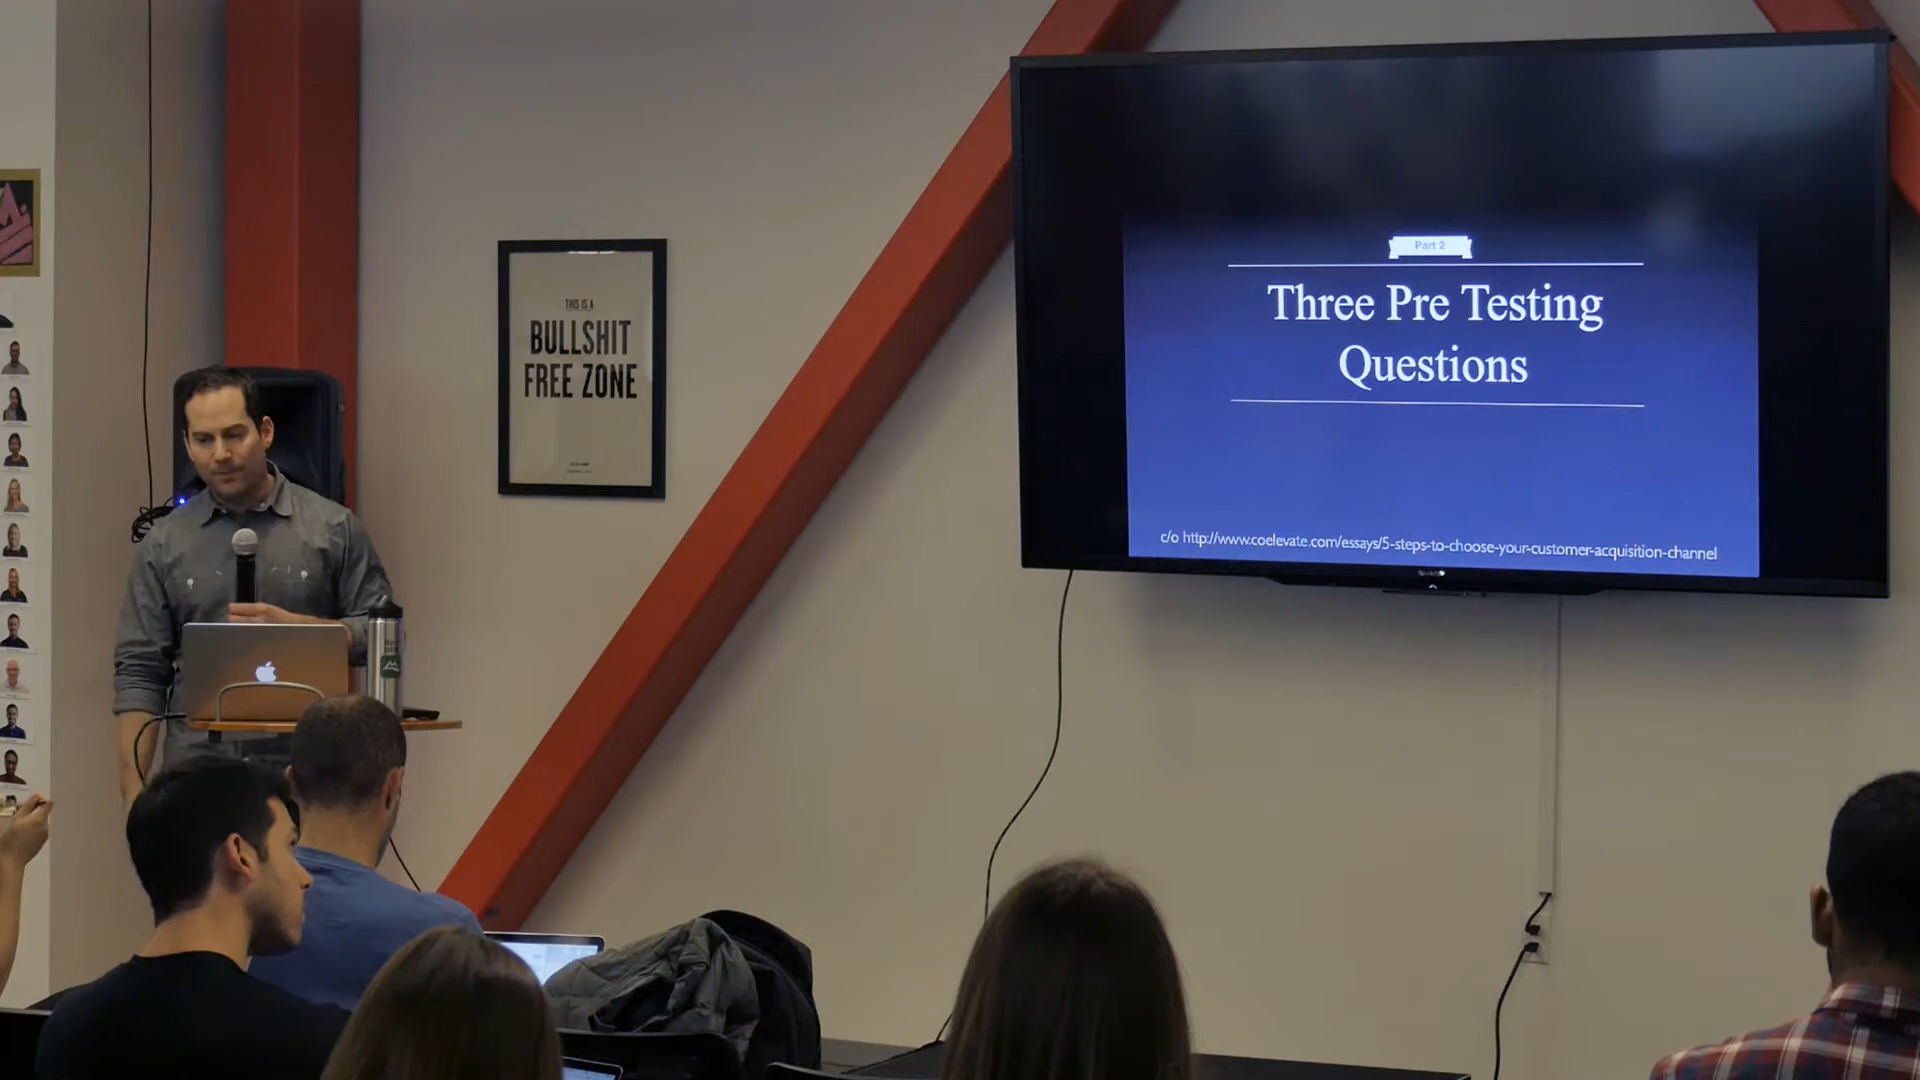 THIS IS A
BULLSHIT
FREE ZONE
Part 2
Three Pre Testing
Questions
c/o http://www.coelevate.com/essays/5-steps-to-choose-your-customer-acquisition-channel
SHARP